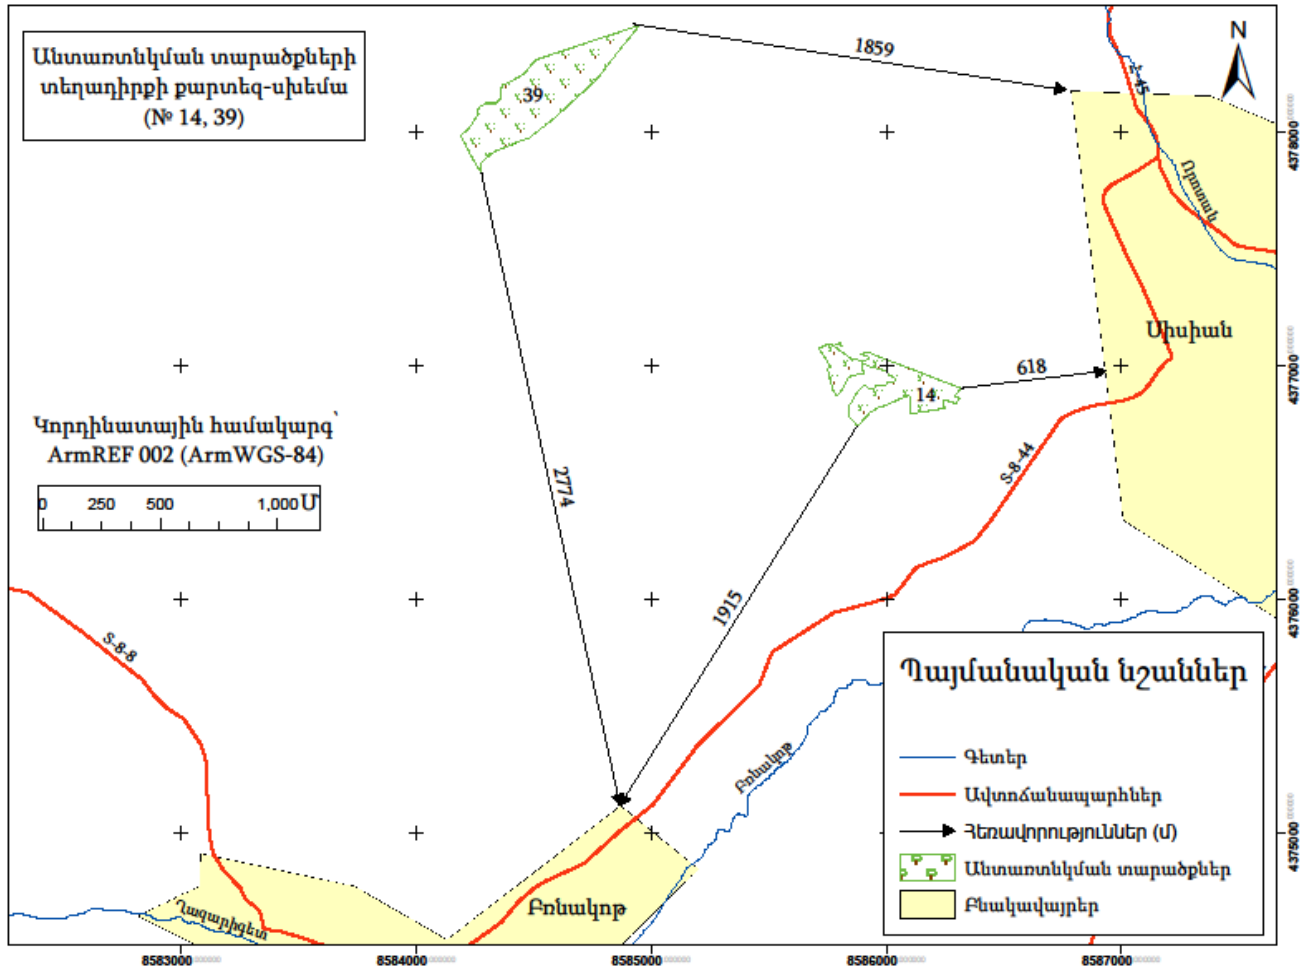 Անտառտնկման տարածքների
տեղադիրքի քարտեզ-սխեմա
(№ 14, 39)
N
1859
39
Որոտան
Սիսիան
618
14
Կորդինատային համակարգ՝
ArmREF 002 (ArmWGS-84)
0 250 500 1,000 Մ
2774
S-8-44
1915
S-8-8
Բռնակոթ
Բռնակոթ
Ղազարիգետ
Պայմանական նշաններ
Գետեր
Ավտոճանապարհներ
Հեռավորություններ (մ)
Անտառտնկման տարածքներ
Բնակավայրեր
4378000
4377000
4376000
4375000
8583000 8584000 8585000 8586000 8587000